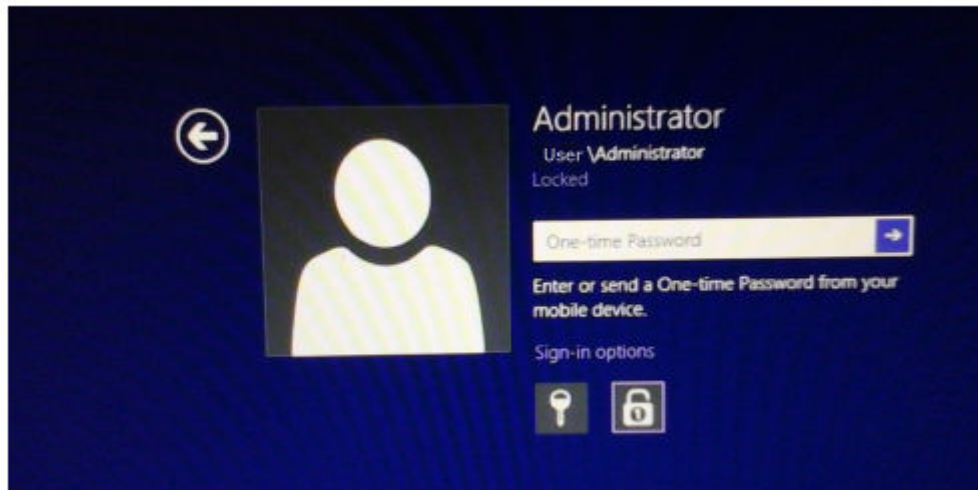 Administrator
User \Administrator
Locked
One-time Password
Enter or send a One-time Password from your
mobile device.
Sign-in options